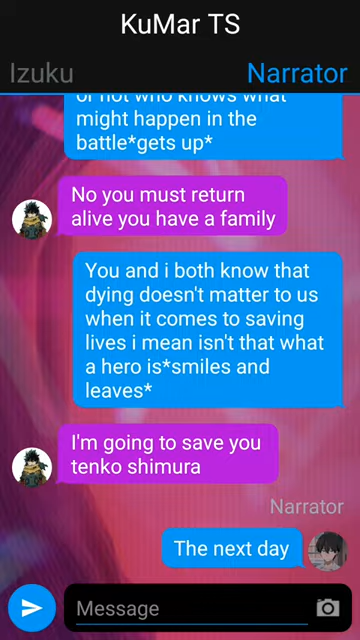 KuMar TS
Izuku
Narrator
or not who knows what
might happen in the
battle*gets up*
No you must return
alive you have a family
You and i both know that
dying doesn't matter to us
when it comes to saving
lives i mean isn't that what
a hero is*smiles and
leaves*
I'm going to save you
tenko shimura
Narrator
The next day
Message